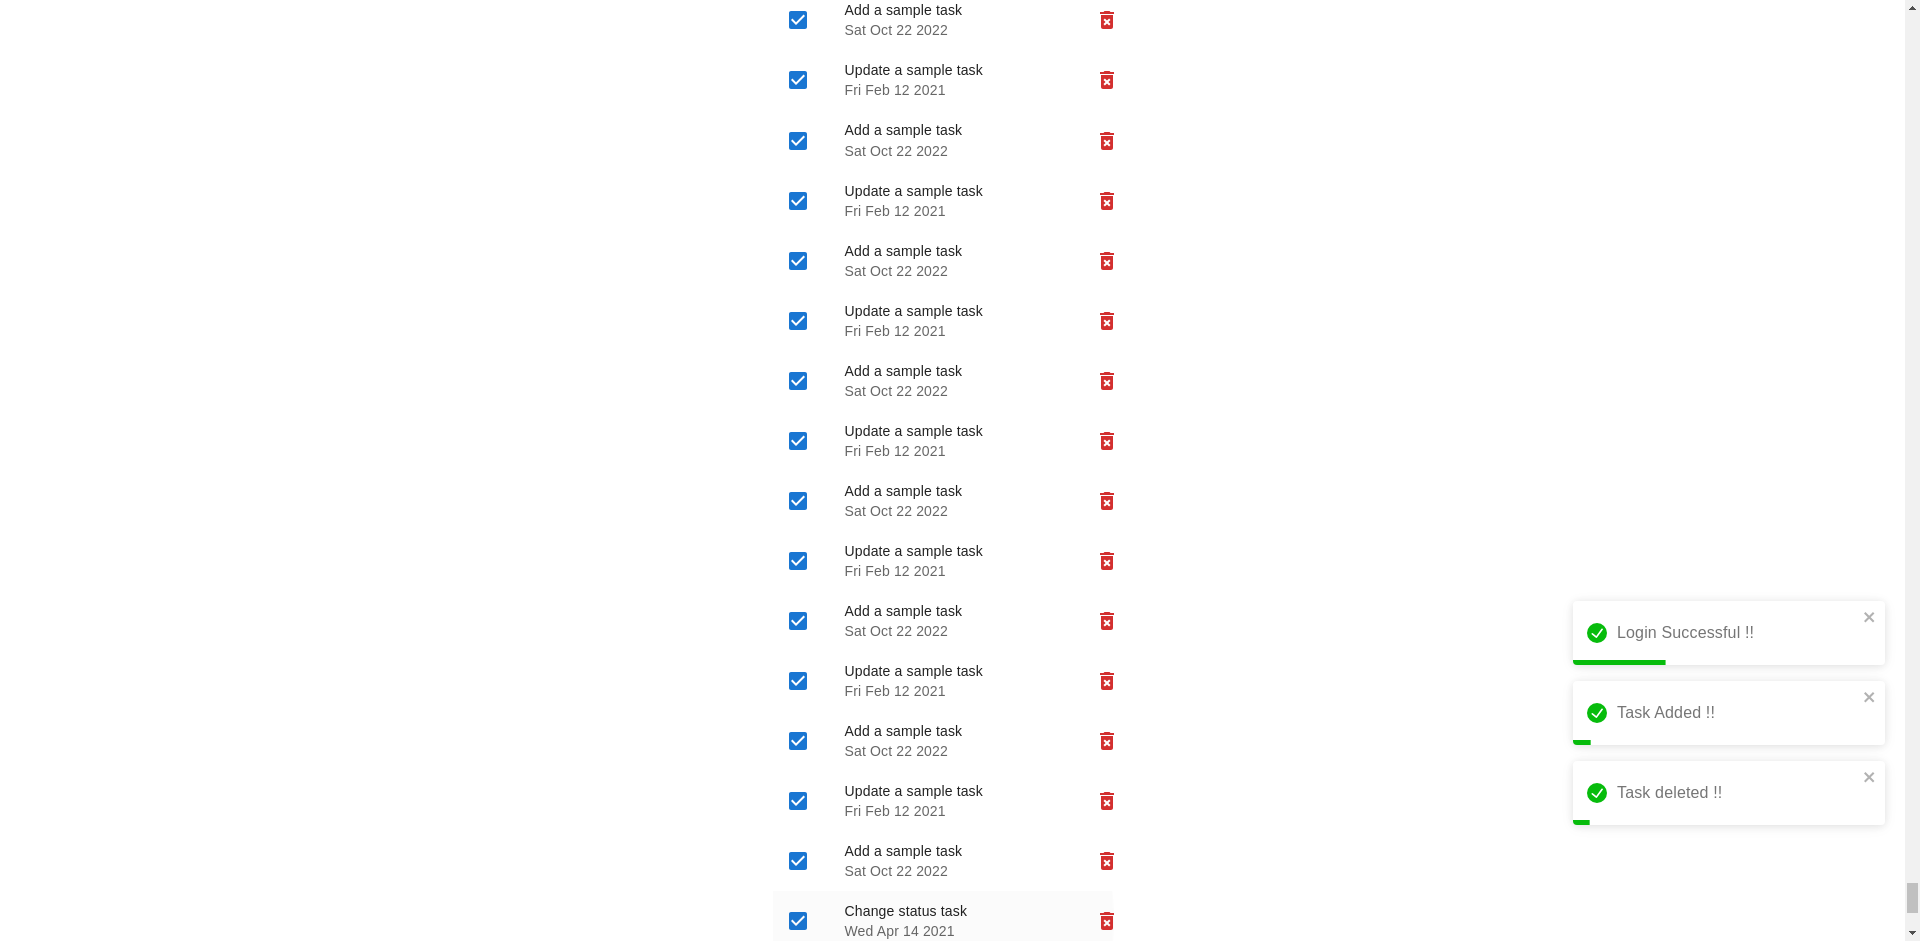 Add a sample task
Sat Oct 22 2022
Update a sample task
Fri Feb 12 2021
Add a sample task
Sat Oct 22 2022
Update a sample task
Fri Feb 12 2021
Add a sample task
Sat Oct 22 2022
Update a sample task
Fri Feb 12 2021
Add a sample task
Sat Oct 22 2022
Update a sample task
Fri Feb 12 2021
Add a sample task
Sat Oct 22 2022
Update a sample task
Fri Feb 12 2021
Add a sample task
Sat Oct 22 2022
Update a sample task
Fri Feb 12 2021
Add a sample task
Sat Oct 22 2022
Update a sample task
Fri Feb 12 2021
Add a sample task
Sat Oct 22 2022
Change status task
Wed Apr 14 2021
Login Successful !!
Task Added !!
Task deleted !!